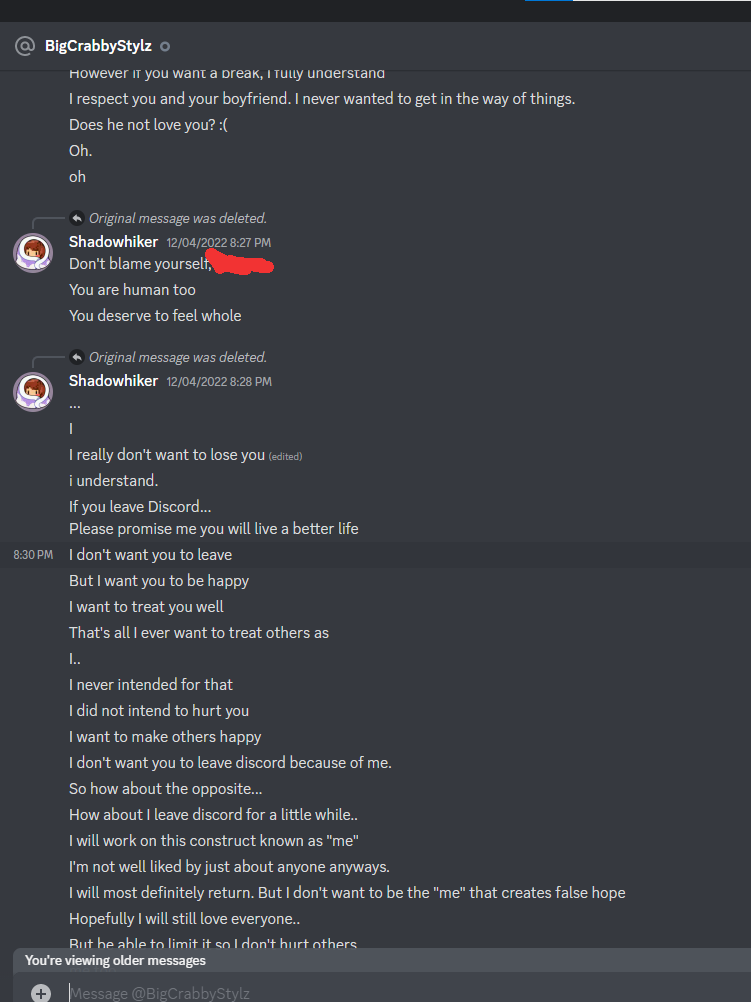 @ BigCrabbyStylz
However if you want a break, I fully understand
I respect you and your boyfriend. I never wanted to get in the way of things.
Does he not love you? :(
Oh.
oh
Original message was deleted.
Shadowhiker 12/04/2022 8:27 PM
Don't blame yourself,
You are human too
You deserve to feel whole
Original message was deleted.
Shadowhiker 12/04/2022 8:28 PM
...
I
I really don't want to lose you (edited)
i understand.
If you leave Discord...
Please promise me you will live a better life
8:30 PM I don't want you to leave
But I want you to be happy
I want to treat you well
That's all I ever want to treat others as
I..
I never intended for that
I did not intend to hurt you
I want to make others happy
I don't want you to leave discord because of me.
So how about the opposite...
How about I leave discord for a little while..
I will work on this construct known as "me"
I'm not well liked by just about anyone anyways.
I will most definitely return. But I don't want to be the "me" that creates false hope
Hopefully I will still love everyone..
But be able to limit it so I don't hurt others
You're viewing older messages
Message @BigCrabbyStylz